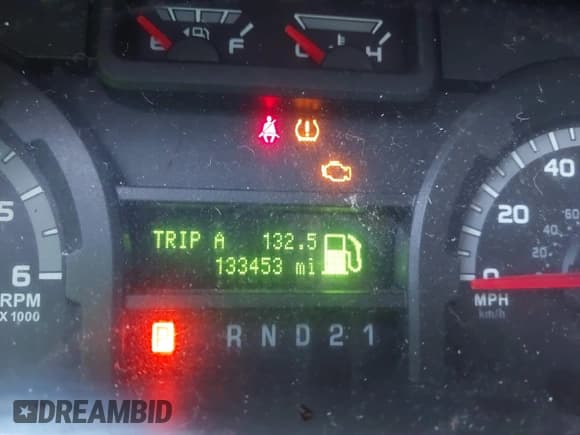 E F
C H
5
6
RPM
X 1000
TRIP A 132.5
133453 mi
P R N D 2 1
40
20
0
60
40
20
0
MPH
km/h
DREAMBID